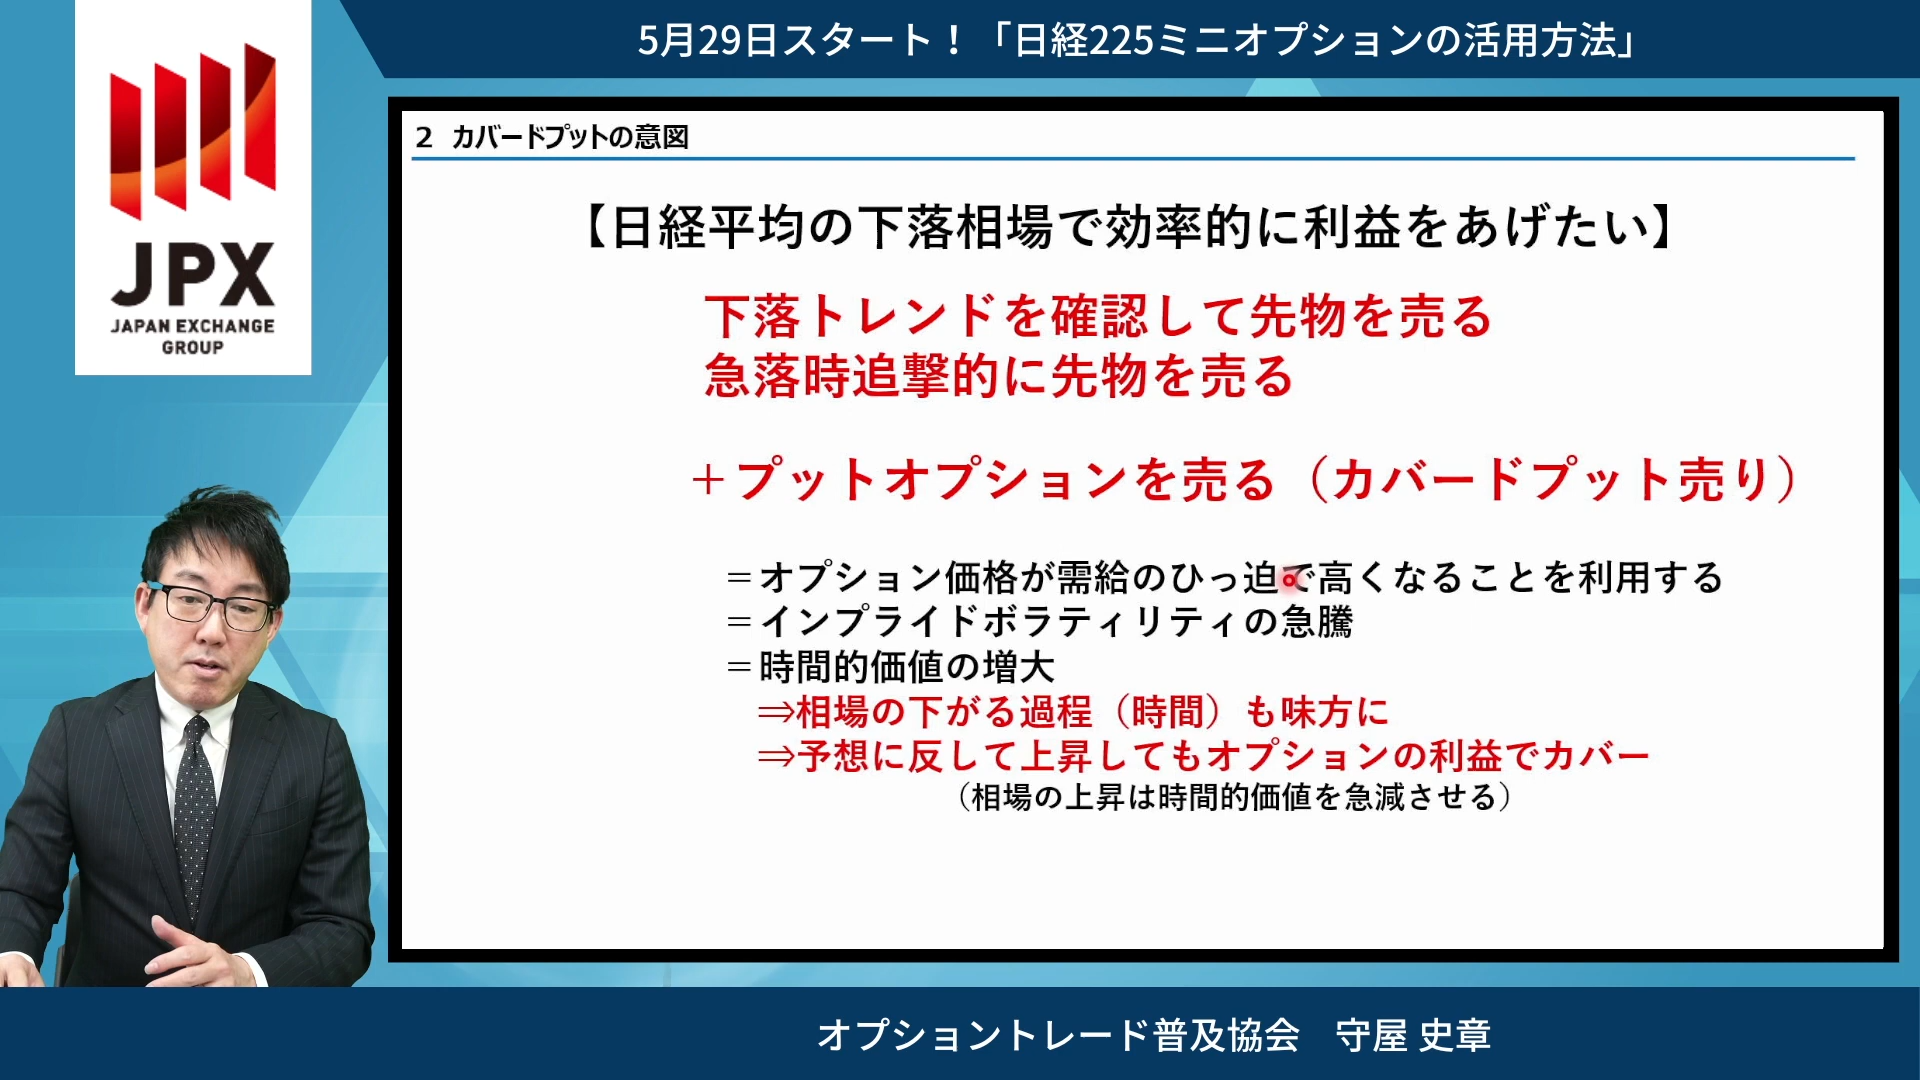 5月29日スタート！「日経225ミニオプションの活用方法」
JPX
JAPAN EXCHANGE
GROUP
2 カバードプットの意図
【日経平均の下落相場で効率的に利益をあげたい】
下落トレンドを確認して先物を売る
急落時追撃的に先物を売る
＋プットオプションを売る（カバードプット売り）
＝オプション価格が需給のひっ迫で高くなることを利用する
＝インプライドボラティリティの急騰
＝時間的価値の増大
⇒相場の下がる過程（時間）も味方に
⇒予想に反して上昇してもオプションの利益でカバー
（相場の上昇は時間的価値を急減させる）
オプショントレード普及協会　守屋 史章